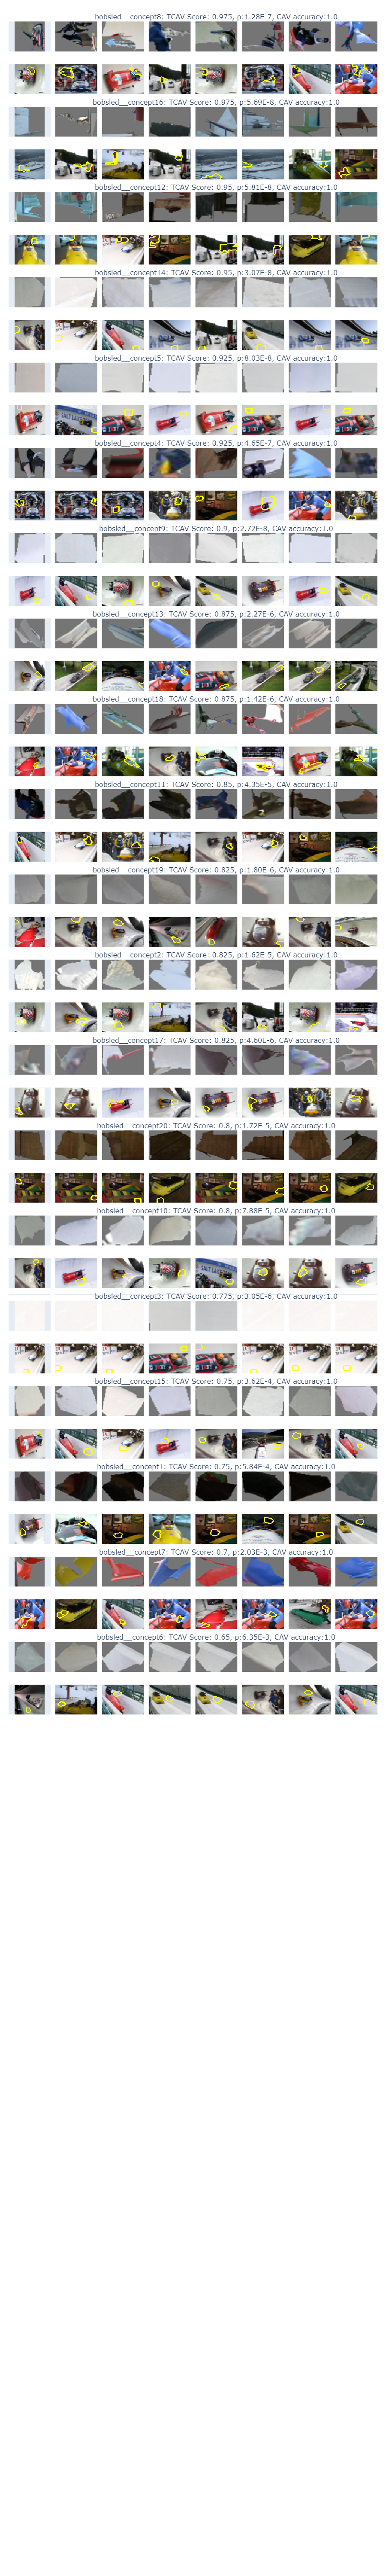 bobsled__concept8: TCAV Score: 0.975, p:1.28E-7, CAV accuracy:1.0
bobsled__concept16: TCAV Score: 0.975, p:5.69E-8, CAV accuracy:1.0
bobsled__concept12: TCAV Score: 0.95, p:5.81E-8, CAV accuracy:1.0
bobsled__concept14: TCAV Score: 0.95, p:3.07E-8, CAV accuracy:1.0
bobsled__concept5: TCAV Score: 0.925, p:8.03E-8, CAV accuracy:1.0
SALT LAKE
bobsled__concept4: TCAV Score: 0.925, p:4.65E-7, CAV accuracy:1.0
bobsled__concept9: TCAV Score: 0.9, p:2.72E-8, CAV accuracy:1.0
bobsled__concept13: TCAV Score: 0.875, p:2.27E-6, CAV accuracy:1.0
bobsled__concept18: TCAV Score: 0.875, p:1.42E-6, CAV accuracy:1.0
bobsled__concept11: TCAV Score: 0.85, p:4.35E-5, CAV accuracy:1.0
bobsled__concept19: TCAV Score: 0.825, p:1.80E-6, CAV accuracy:1.0
bobsled__concept2: TCAV Score: 0.825, p:1.62E-5, CAV accuracy:1.0
bobsled__concept17: TCAV Score: 0.825, p:4.60E-6, CAV accuracy:1.0
bobsled__concept20: TCAV Score: 0.8, p:1.72E-5, CAV accuracy:1.0
bobsled__concept10: TCAV Score: 0.8, p:7.88E-5, CAV accuracy:1.0
SALT LAKE
bobsled__concept3: TCAV Score: 0.775, p:3.05E-6, CAV accuracy:1.0
bobsled__concept15: TCAV Score: 0.75, p:3.62E-4, CAV accuracy:1.0
bobsled__concept1: TCAV Score: 0.75, p:5.84E-4, CAV accuracy:1.0
bobsled__concept7: TCAV Score: 0.7, p:2.03E-3, CAV accuracy:1.0
bobsled__concept6: TCAV Score: 0.65, p:6.35E-3, CAV accuracy:1.0